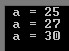 a = 25
a = 27
a = 30